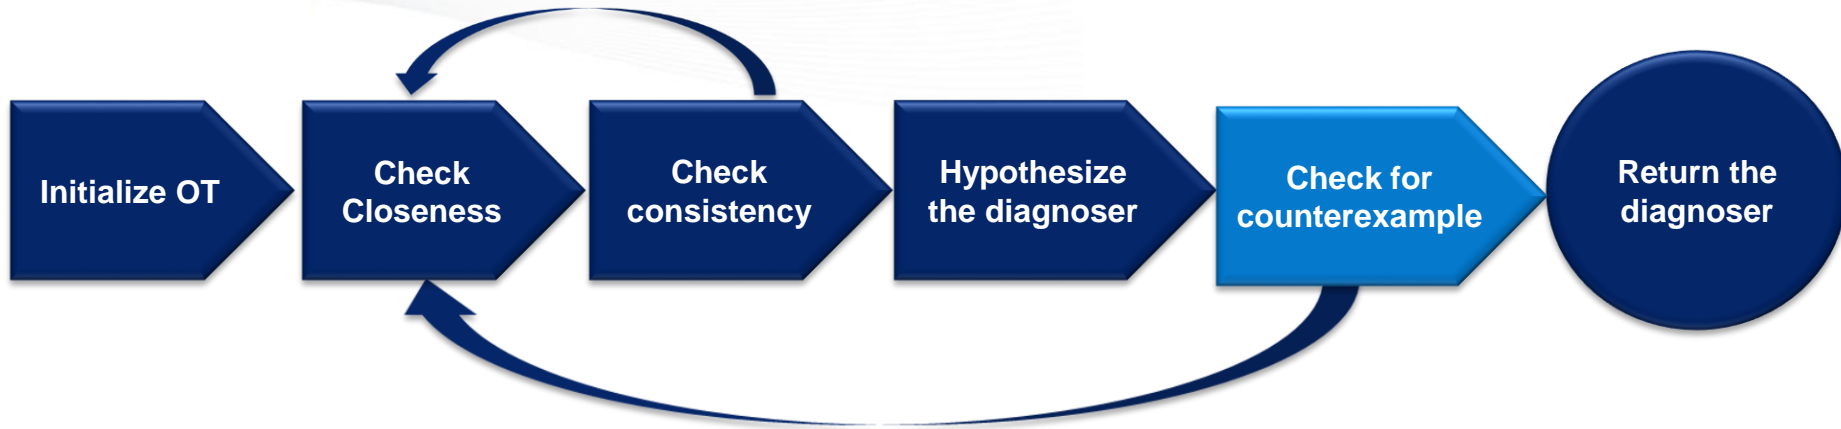 Initialize OT
Check
Closeness
Check
consistency
Hypothesize
the diagnoser
Check for
counterexample
Return the
diagnoser